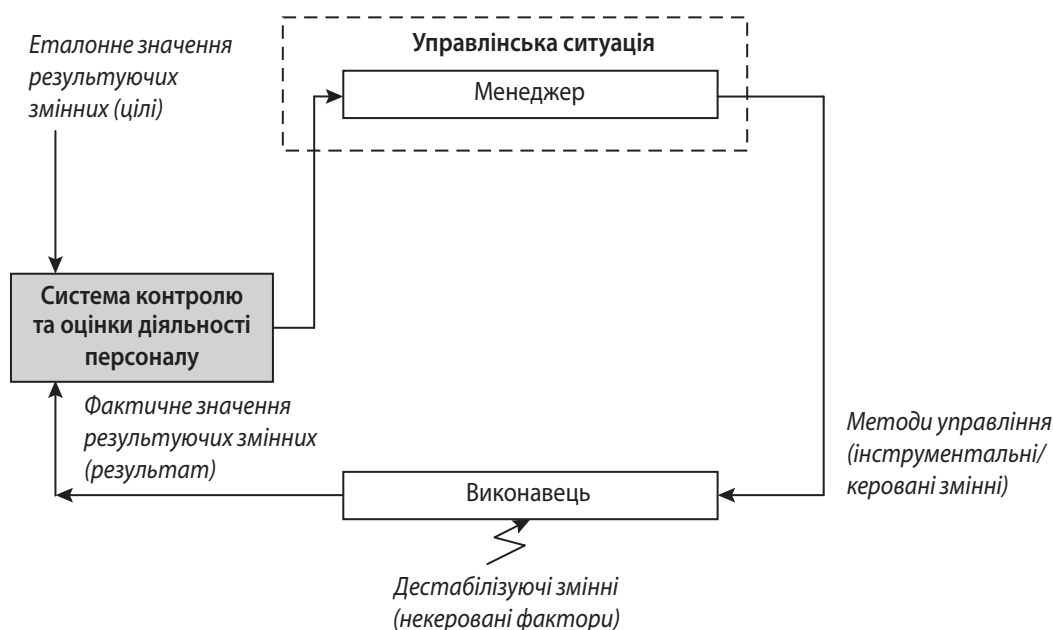 Еталонне значення
результуючих
змінних (цілі)
Управлінська ситуація
Менеджер
Система контролю
та оцінки діяльності
персоналу
Фактичне значення
результуючих змінних
(результат)
Методи управління
(інструментальні/
керовані змінні)
Виконавець
Дестабілізуючі змінні
(некеровані фактори)